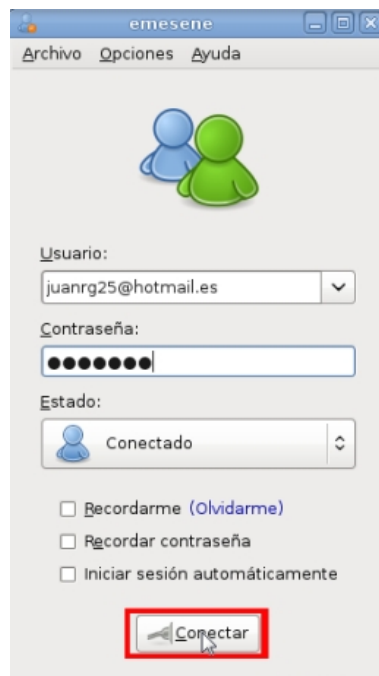 emesene
Archivo Opciones Ayuda
Usuario:
juanrg25@hotmail.es
Contraseña:
●●●●●●●
Estado:
Conectado
Recordarme (Olvidarme)
Recordar contraseña
Iniciar sesión automáticamente
Conectar